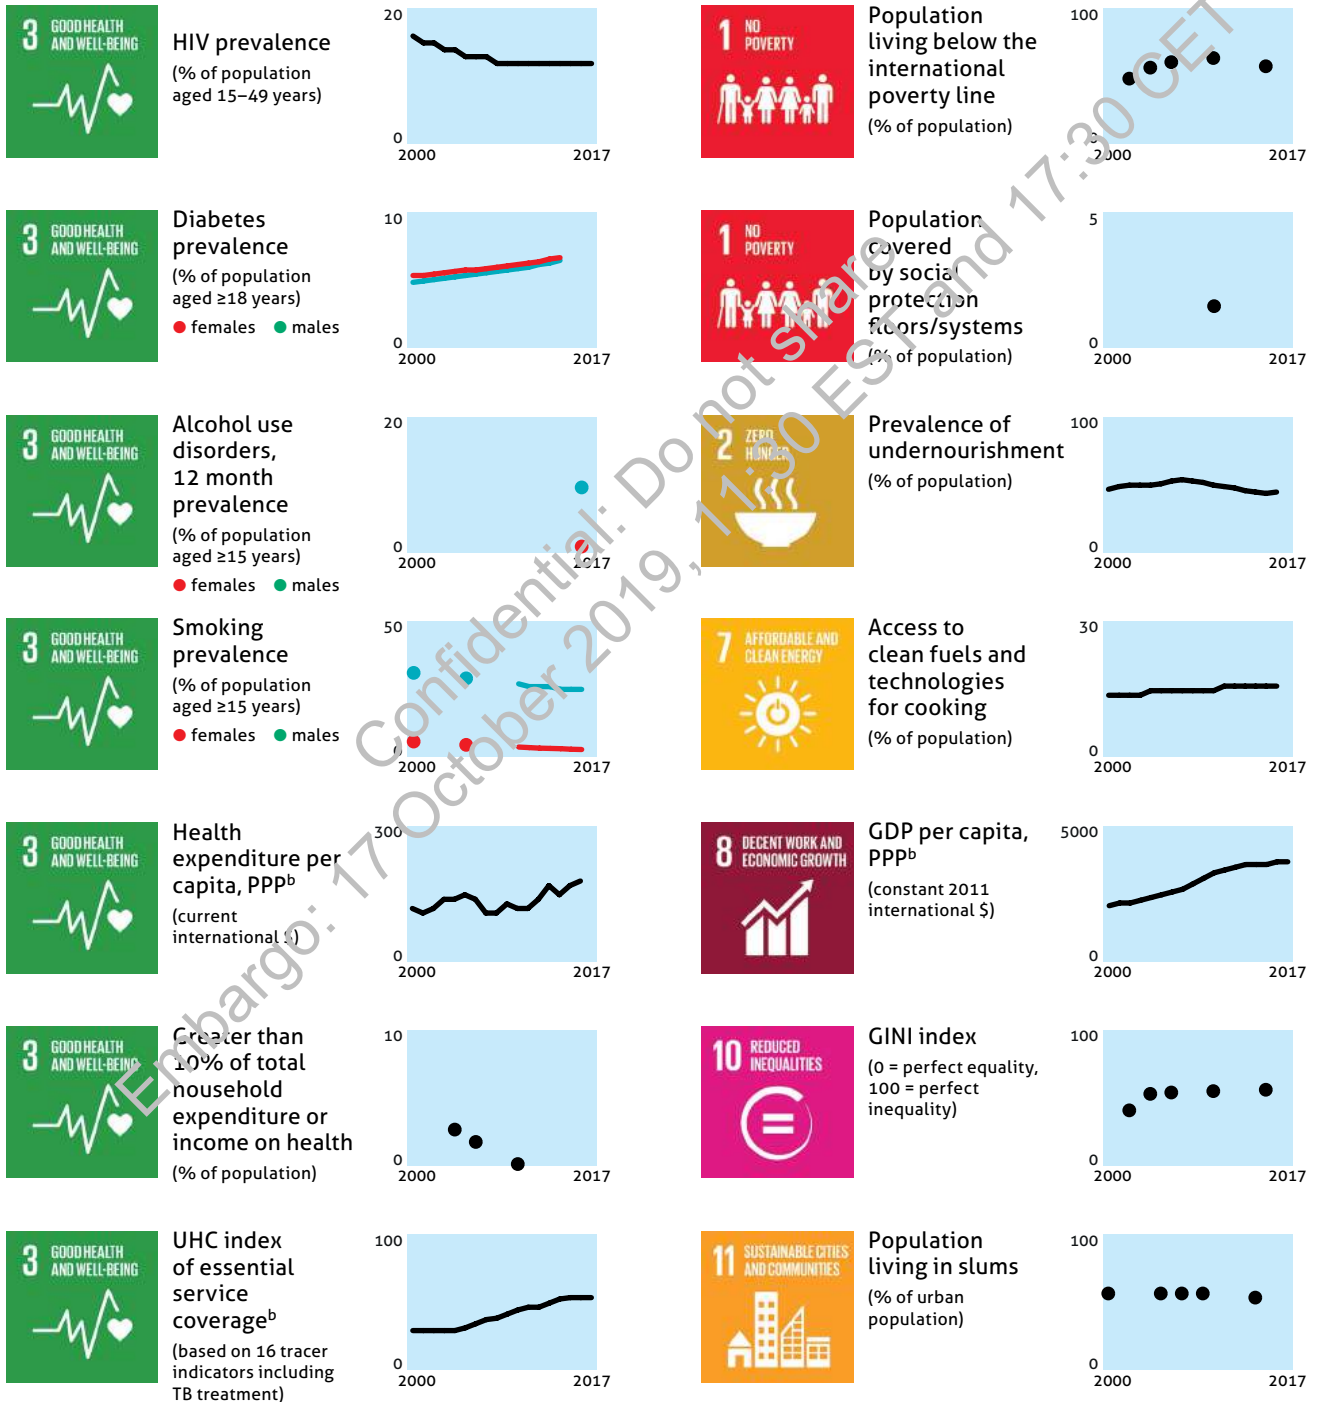 3 GOOD HEALTH
AND WELL-BEING
HIV prevalence
(% of population
aged 15–49 years)
20
0
2000 2017
3 GOOD HEALTH
AND WELL-BEING
Diabetes
prevalence
(% of population
aged ≥18 years)
females males
10
0
2000 2017
3 GOOD HEALTH
AND WELL-BEING
Alcohol use
disorders,
12 month
prevalence
(% of population
aged ≥15 years)
females males
20
0
2000 2017
3 GOOD HEALTH
AND WELL-BEING
Smoking
prevalence
(% of population
aged ≥15 years)
females males
50
0
2000 2017
3 GOOD HEALTH
AND WELL-BEING
Health
expenditure per
capita, PPPᵇ
(current
international $)
300
0
2000 2017
3 GOOD HEALTH
AND WELL-BEING
Greater than
10% of total
household
expenditure or
income on health
(% of population)
10
0
2000 2017
3 GOOD HEALTH
AND WELL-BEING
UHC index
of essential
service
coverageᵇ
(based on 16 tracer
indicators including
TB treatment)
100
0
2000 2017
1 NO
POVERTY
Population
living below the
international
poverty line
(% of population)
100
0
2000 2017
1 NO
POVERTY
Population
covered
by social
protection
floors/systems
(% of population)
5
0
2000 2017
2 ZERO
HUNGER
Prevalence of
undernourishment
(% of population)
100
0
2000 2017
7 AFFORDABLE AND
CLEAN ENERGY
Access to
clean fuels and
technologies
for cooking
(% of population)
30
0
2000 2017
8 DECENT WORK AND
ECONOMIC GROWTH
GDP per capita,
PPPᵇ
(constant 2011
international $)
5000
0
2000 2017
10 REDUCED
INEQUALITIES
GINI index
(0 = perfect equality,
100 = perfect
inequality)
100
0
2000 2017
11 SUSTAINABLE CITIES
AND COMMUNITIES
Population
living in slums
(% of urban
population)
100
0
2000 2017
Confidential: Do not share
Embargo: 17 October 2019, 11:30 EST and 17:30 CET